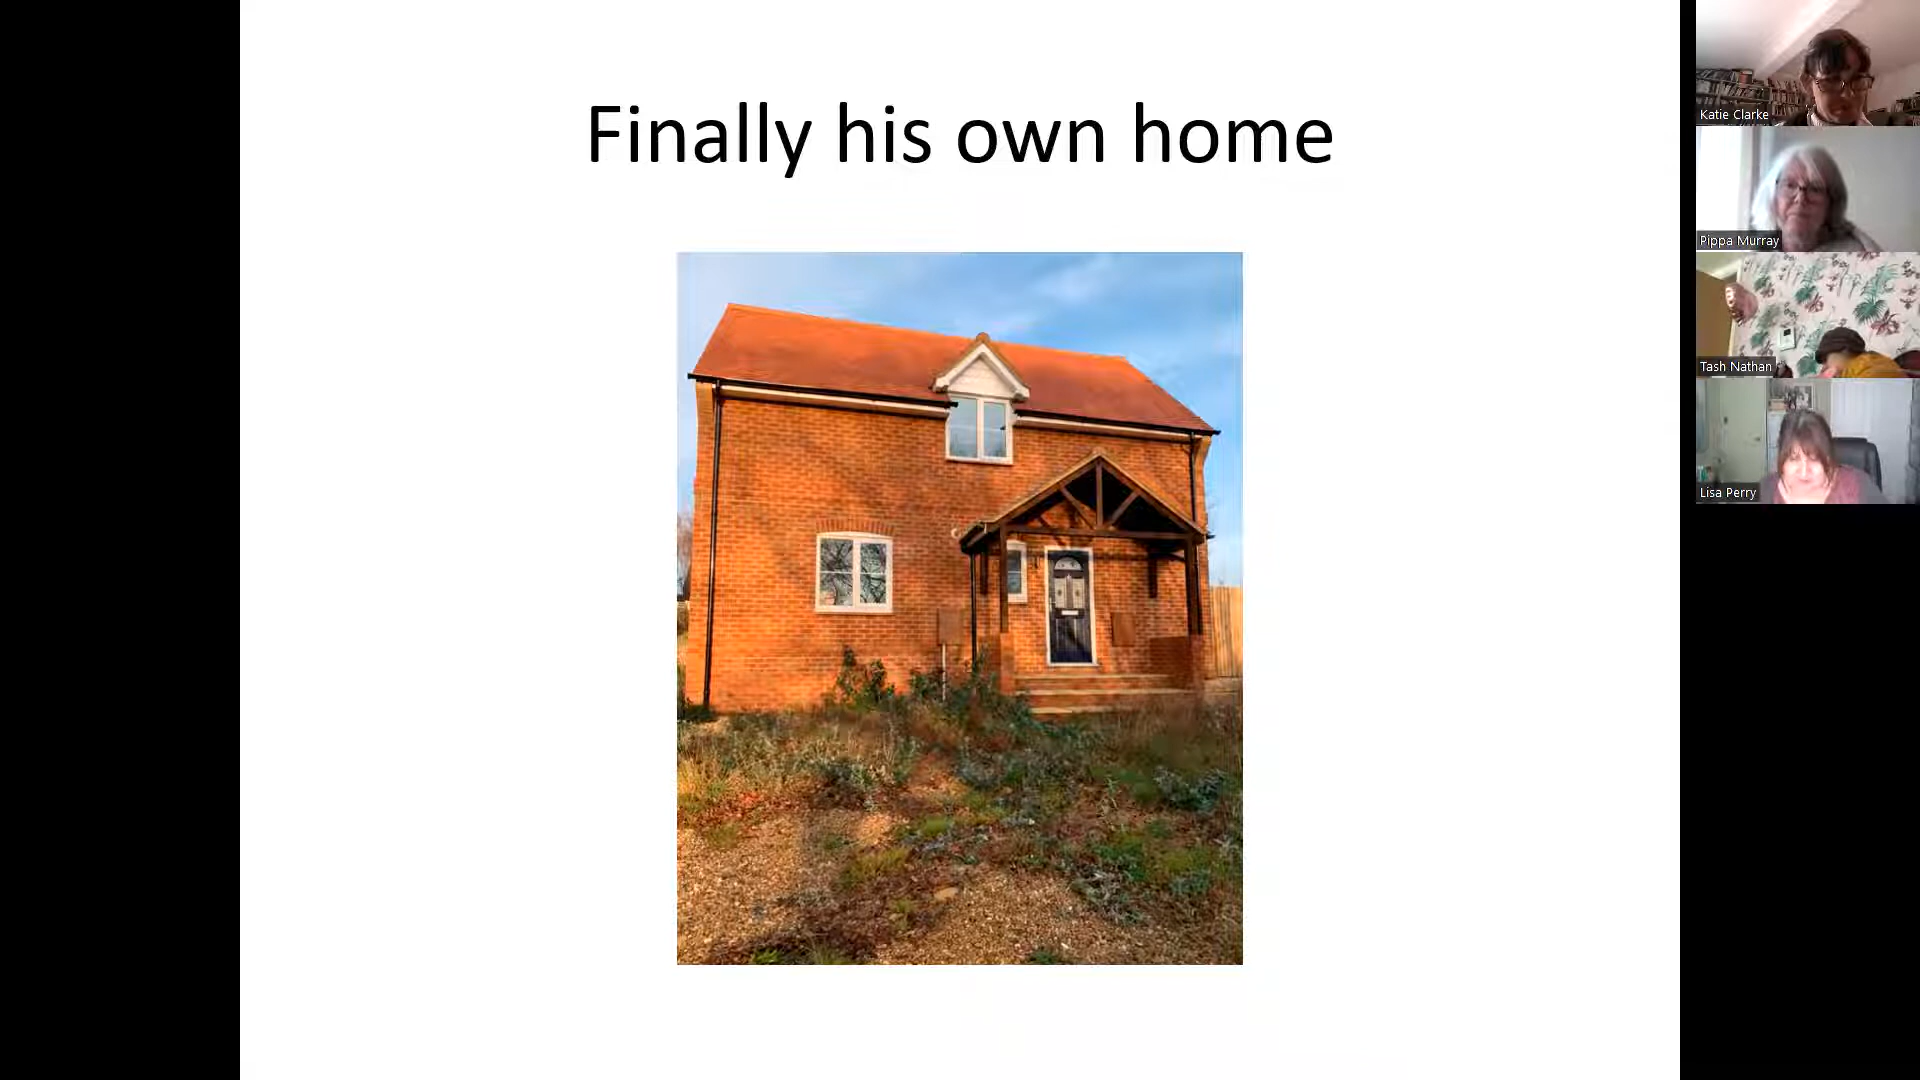 Finally his own home
Katie Clarke
Pippa Murray
Tash Nathan
Lisa Perry